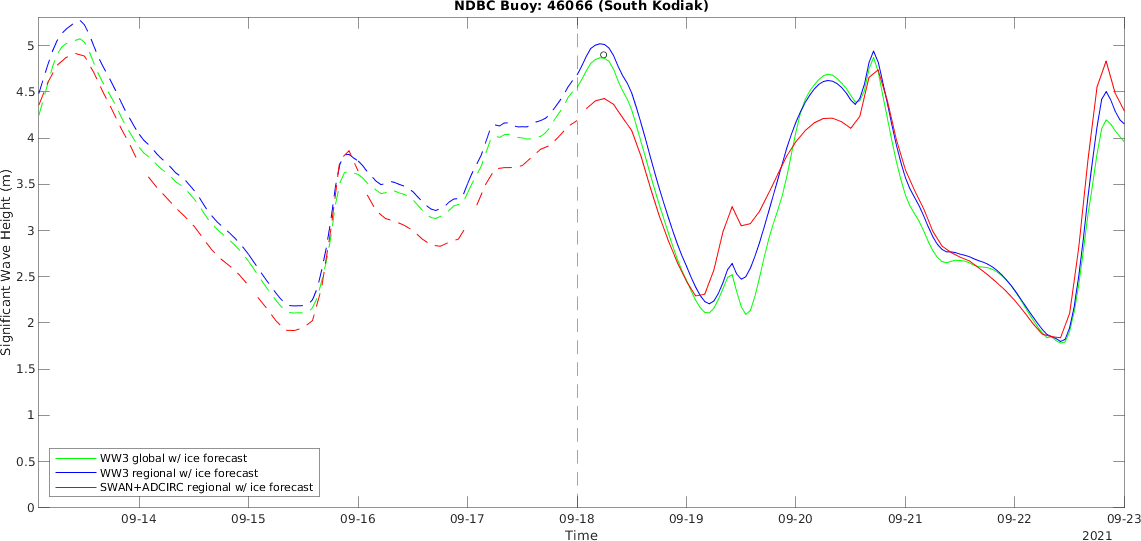 NDBC Buoy: 46066 (South Kodiak)
Significant Wave Height (m)
5
4.5
4
3.5
3
2.5
2
1.5
1
0.5
0
WW3 global w/ ice forecast
WW3 regional w/ ice forecast
SWAN+ADCIRC regional w/ ice forecast
09-14 09-15 09-16 09-17 09-18 09-19 09-20 09-21 09-22 09-23
Time
2021